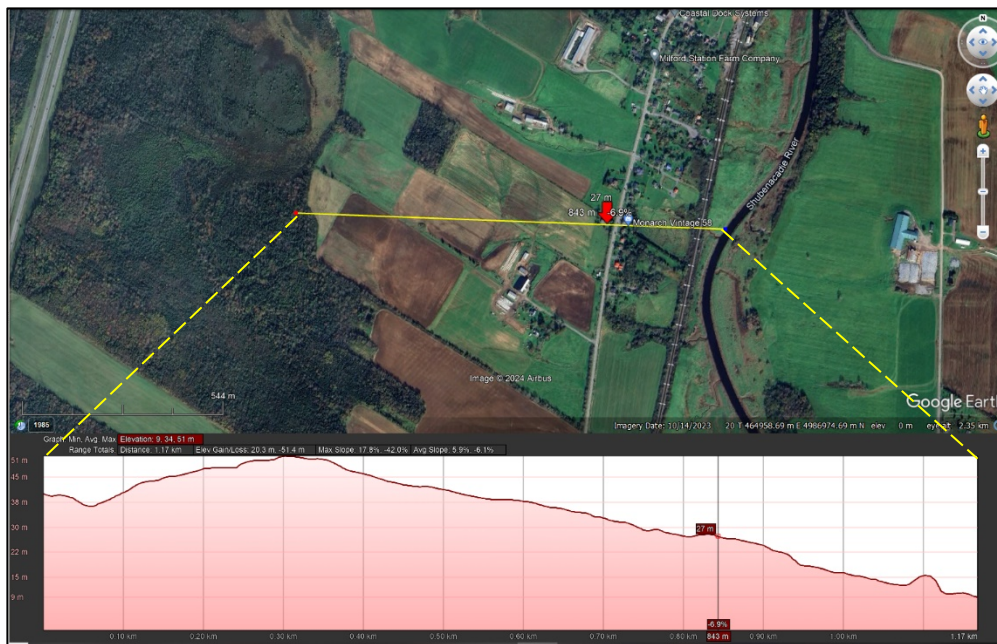 Coastal Dock Systems
N
Milford Station Farm Company
Shubenacadie River
27 m
843 m -6.9%
Monarch Vintage 58
Image © 2024 Airbus
544 m
Google Earth
1985
Imagery Date: 10/14/2023 20 T 464958.69 m E 4986974.69 m N elev 0 m eye alt 2.35 km
Graph: Min, Avg, Max Elevation: 9, 34, 51 m
Range Totals: Distance: 1.17 km Elev Gain/Loss: 20.3 m, -51.4 m Max Slope: 17.8%, -42.0% Avg Slope: 5.9%, -6.1%
51 m
45 m
38 m
27 m
30 m
22 m
15 m
9 m
-6.9%
0.10 km 0.20 km 0.30 km 0.40 km 0.50 km 0.60 km 0.70 km 0.80 km 843 m 0.90 km 1.00 km 1.17 km